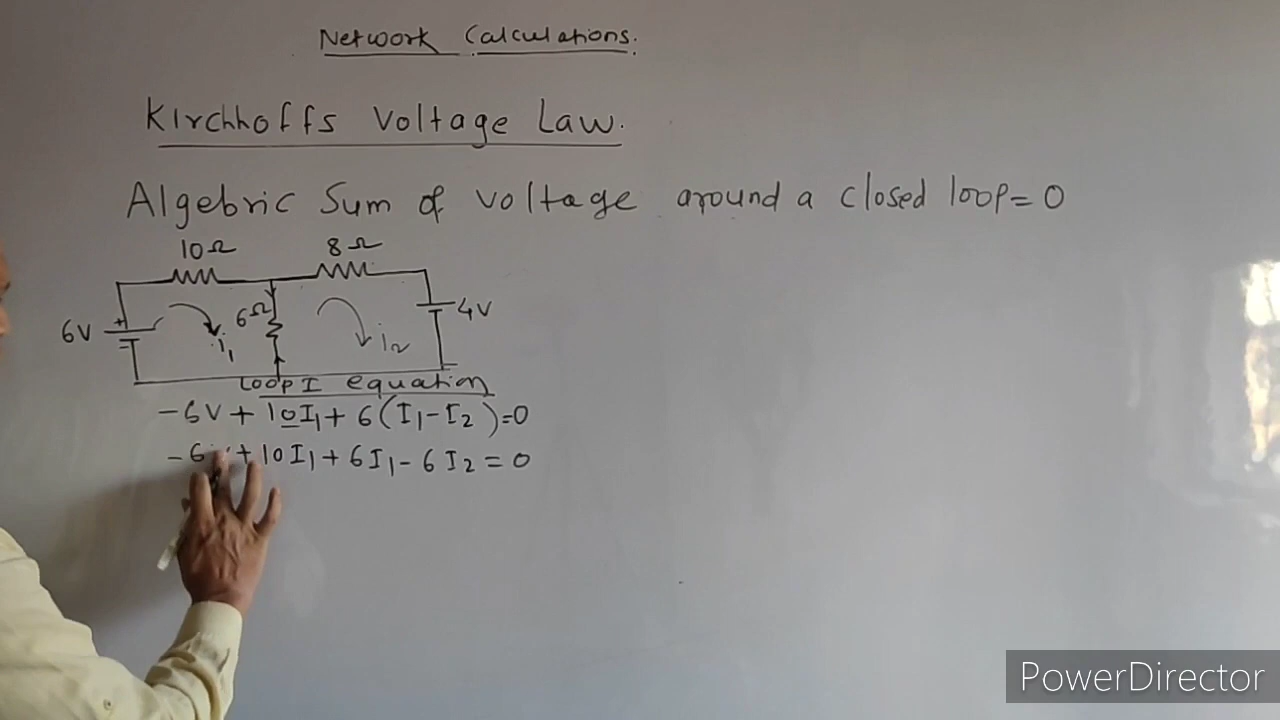 Network Calculations.
Kirchhoffs Voltage Law.
Algebric Sum of voltage around a closed loop = 0
10Ω 8Ω
6V + 6Ω i1 i2 4V
Loop I equation
-6V + 10I1 + 6(I1 - I2) = 0
-6 + 10I1 + 6I1 - 6I2 = 0
PowerDirector